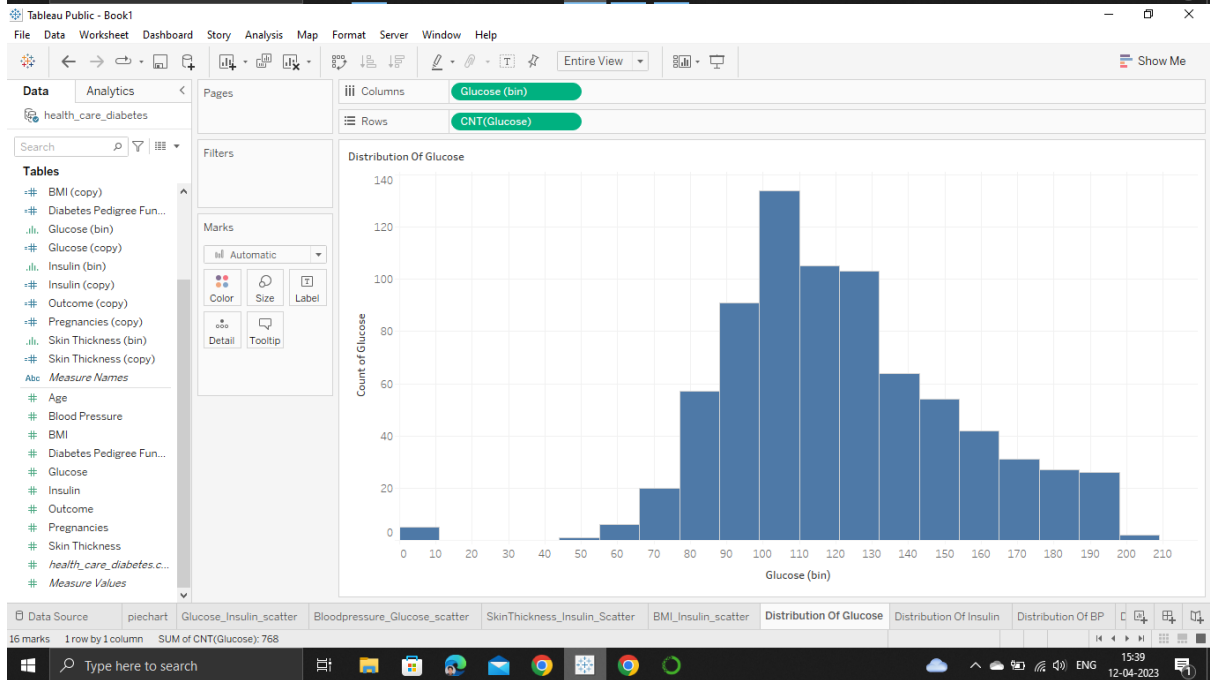 Tableau Public - Book1
File Data Worksheet Dashboard Story Analysis Map Format Server Window Help
Entire View
Show Me
Data Analytics
Pages
Columns Glucose (bin)
health_care_diabetes
Rows CNT(Glucose)
Search
Filters
Distribution Of Glucose
Tables
BMI (copy)
Diabetes Pedigree Fun...
Glucose (bin)
Glucose (copy)
Insulin (bin)
Insulin (copy)
Outcome (copy)
Pregnancies (copy)
Skin Thickness (bin)
Skin Thickness (copy)
Abc Measure Names
Age
Blood Pressure
BMI
Diabetes Pedigree Fun...
Glucose
Insulin
Outcome
Pregnancies
Skin Thickness
health_care_diabetes.c...
Measure Values
Marks
Automatic
Color Size Label
Detail Tooltip
140
120
100
80
60
40
20
0
Count of Glucose
0 10 20 30 40 50 60 70 80 90 100 110 120 130 140 150 160 170 180 190 200 210
Glucose (bin)
Data Source piechart Glucose_Insulin_scatter Bloodpressure_Glucose_scatter SkinThickness_Insulin_Scatter BMI_Insulin_scatter Distribution Of Glucose Distribution Of Insulin Distribution Of BP
16 marks 1 row by 1 column SUM of CNT(Glucose): 768
Type here to search
ENG
15:39
12-04-2023
1